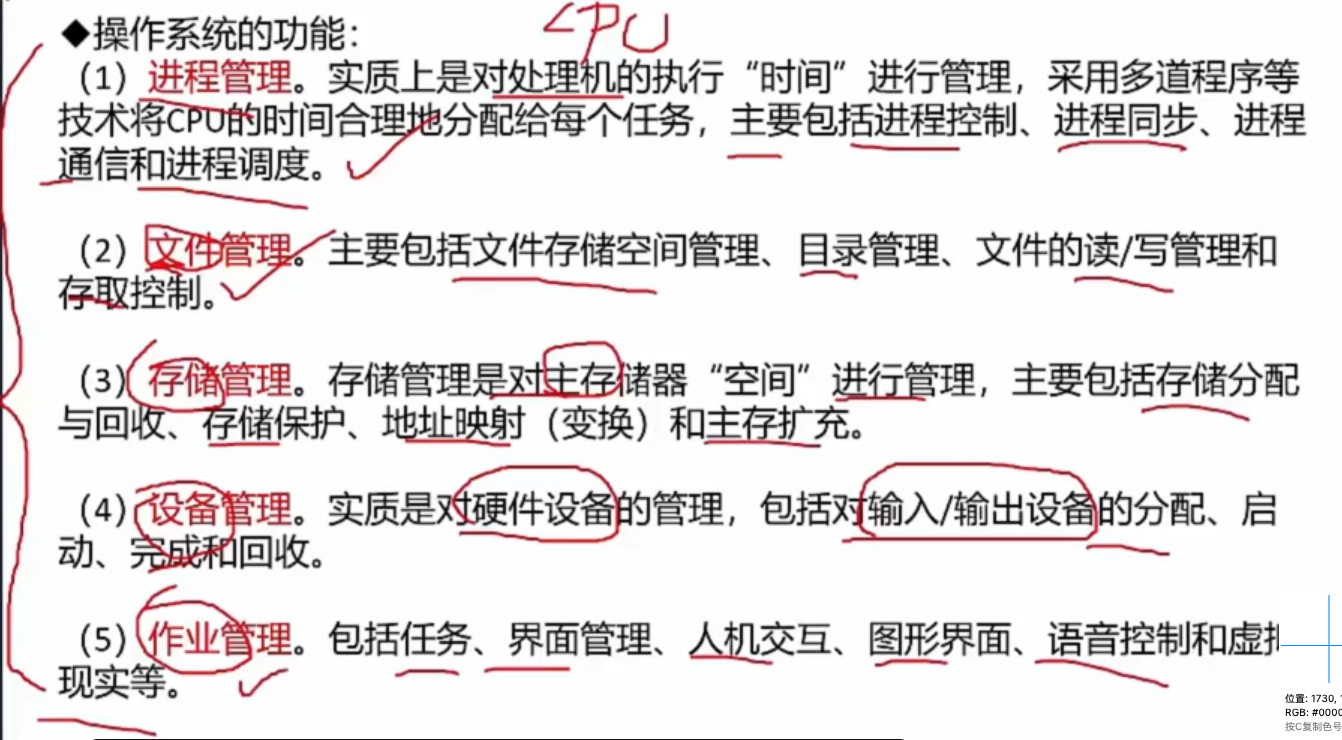 CPU
◆操作系统的功能：
（1）进程管理。实质上是对处理机的执行“时间”进行管理，采用多道程序等
技术将CPU的时间合理地分配给每个任务，主要包括进程控制、进程同步、进程
通信和进程调度。
（2）文件管理。主要包括文件存储空间管理、目录管理、文件的读/写管理和
存取控制。
（3）存储管理。存储管理是对主存储器“空间”进行管理，主要包括存储分配
与回收、存储保护、地址映射（变换）和主存扩充。
（4）设备管理。实质是对硬件设备的管理，包括对输入/输出设备的分配、启
动、完成和回收。
（5）作业管理。包括任务、界面管理、人机交互、图形界面、语音控制和虚拟
现实等。
位置: 1730,
RGB: #0000
按C复制色号